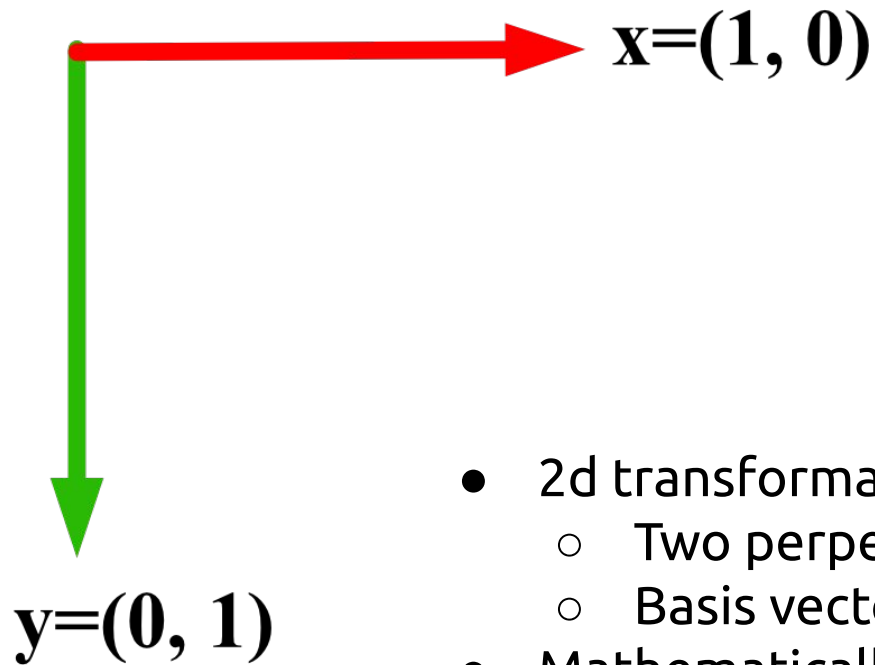 x=(1, 0)
● 2d transforma
○ Two perpe
○ Basis vect
y=(0, 1)